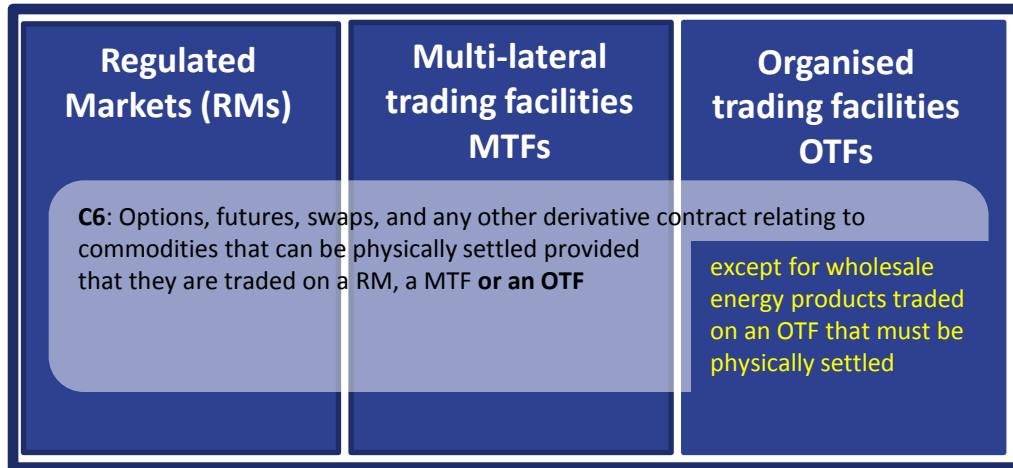 Regulated
Markets (RMs)
Multi-lateral
trading facilities
MTFs
Organised
trading facilities
OTFs
C6: Options, futures, swaps, and any other derivative contract relating to
commodities that can be physically settled provided
that they are traded on a RM, a MTF or an OTF
except for wholesale
energy products traded
on an OTF that must be
physically settled